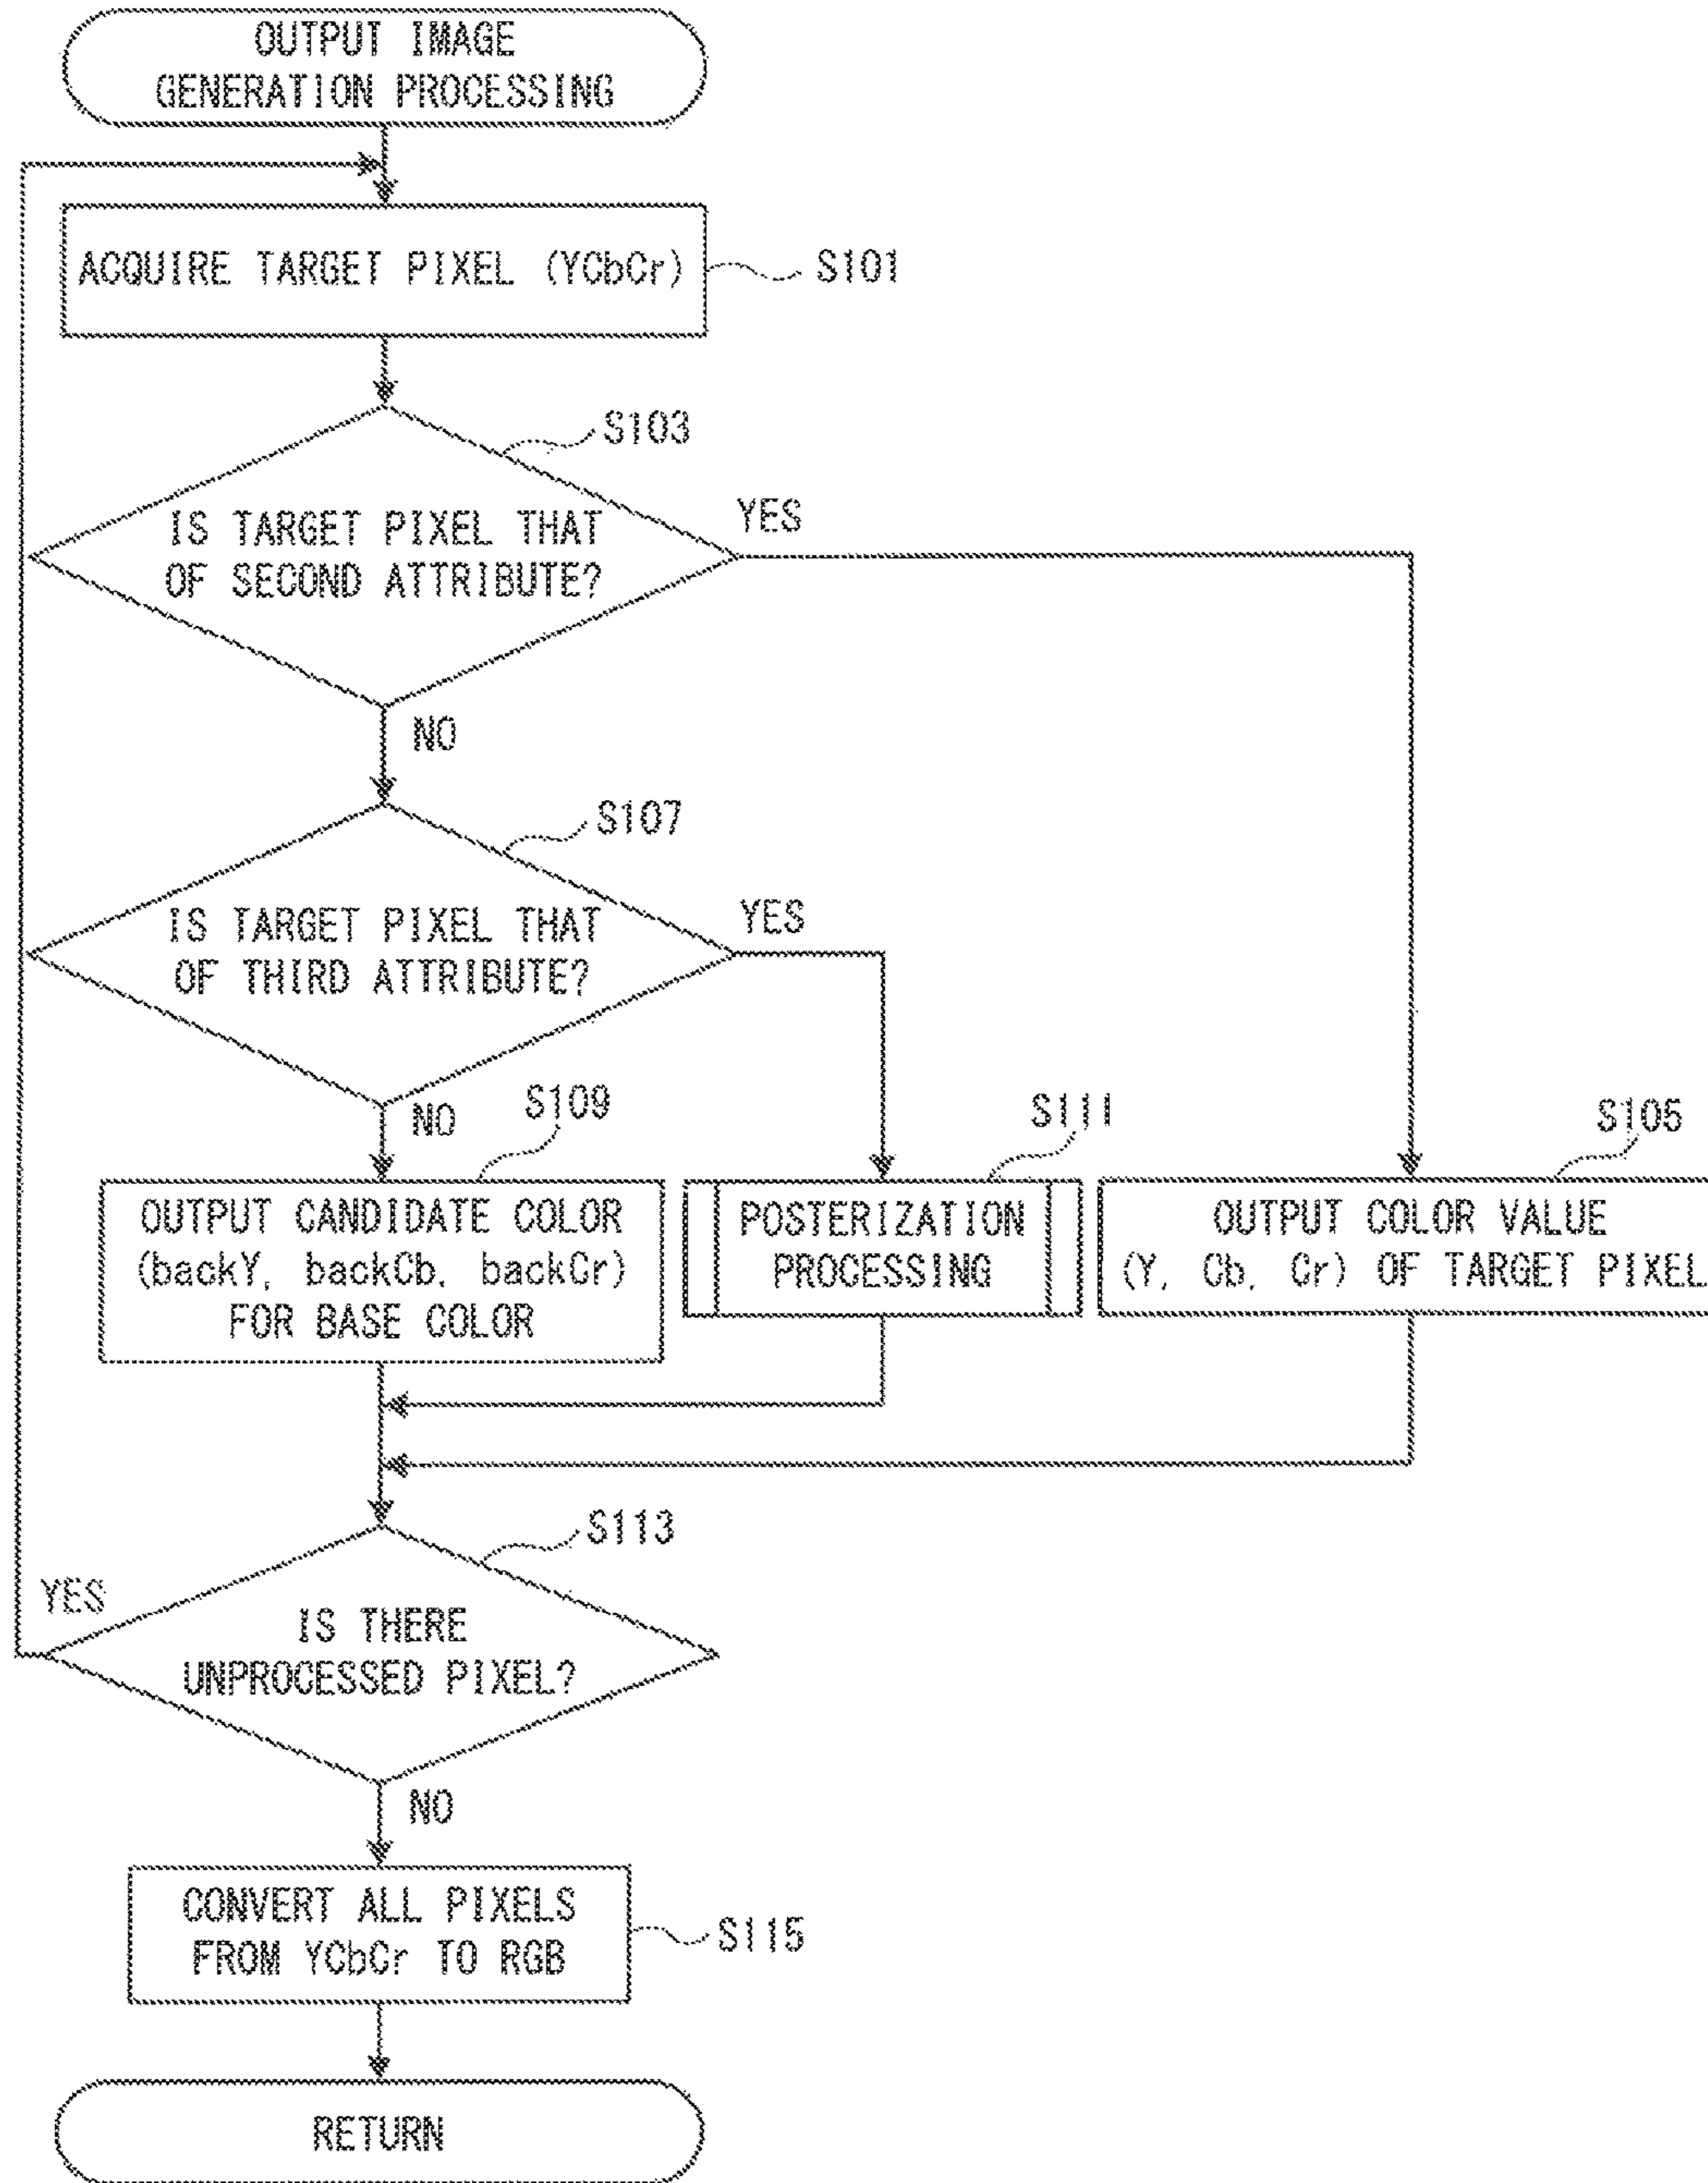 OUTPUT IMAGE
GENERATION PROCESSING
ACQUIRE TARGET PIXEL (YCbCr)
S101
S103
IS TARGET PIXEL THAT
OF SECOND ATTRIBUTE?
YES
NO
S107
IS TARGET PIXEL THAT
OF THIRD ATTRIBUTE?
YES
NO
S109
OUTPUT CANDIDATE COLOR
(backY, backCb, backCr)
FOR BASE COLOR
S111
POSTERIZATION
PROCESSING
S105
OUTPUT COLOR VALUE
(Y, Cb, Cr) OF TARGET PIXEL
S113
YES
IS THERE
UNPROCESSED PIXEL?
NO
CONVERT ALL PIXELS
FROM YCbCr TO RGB
S115
RETURN